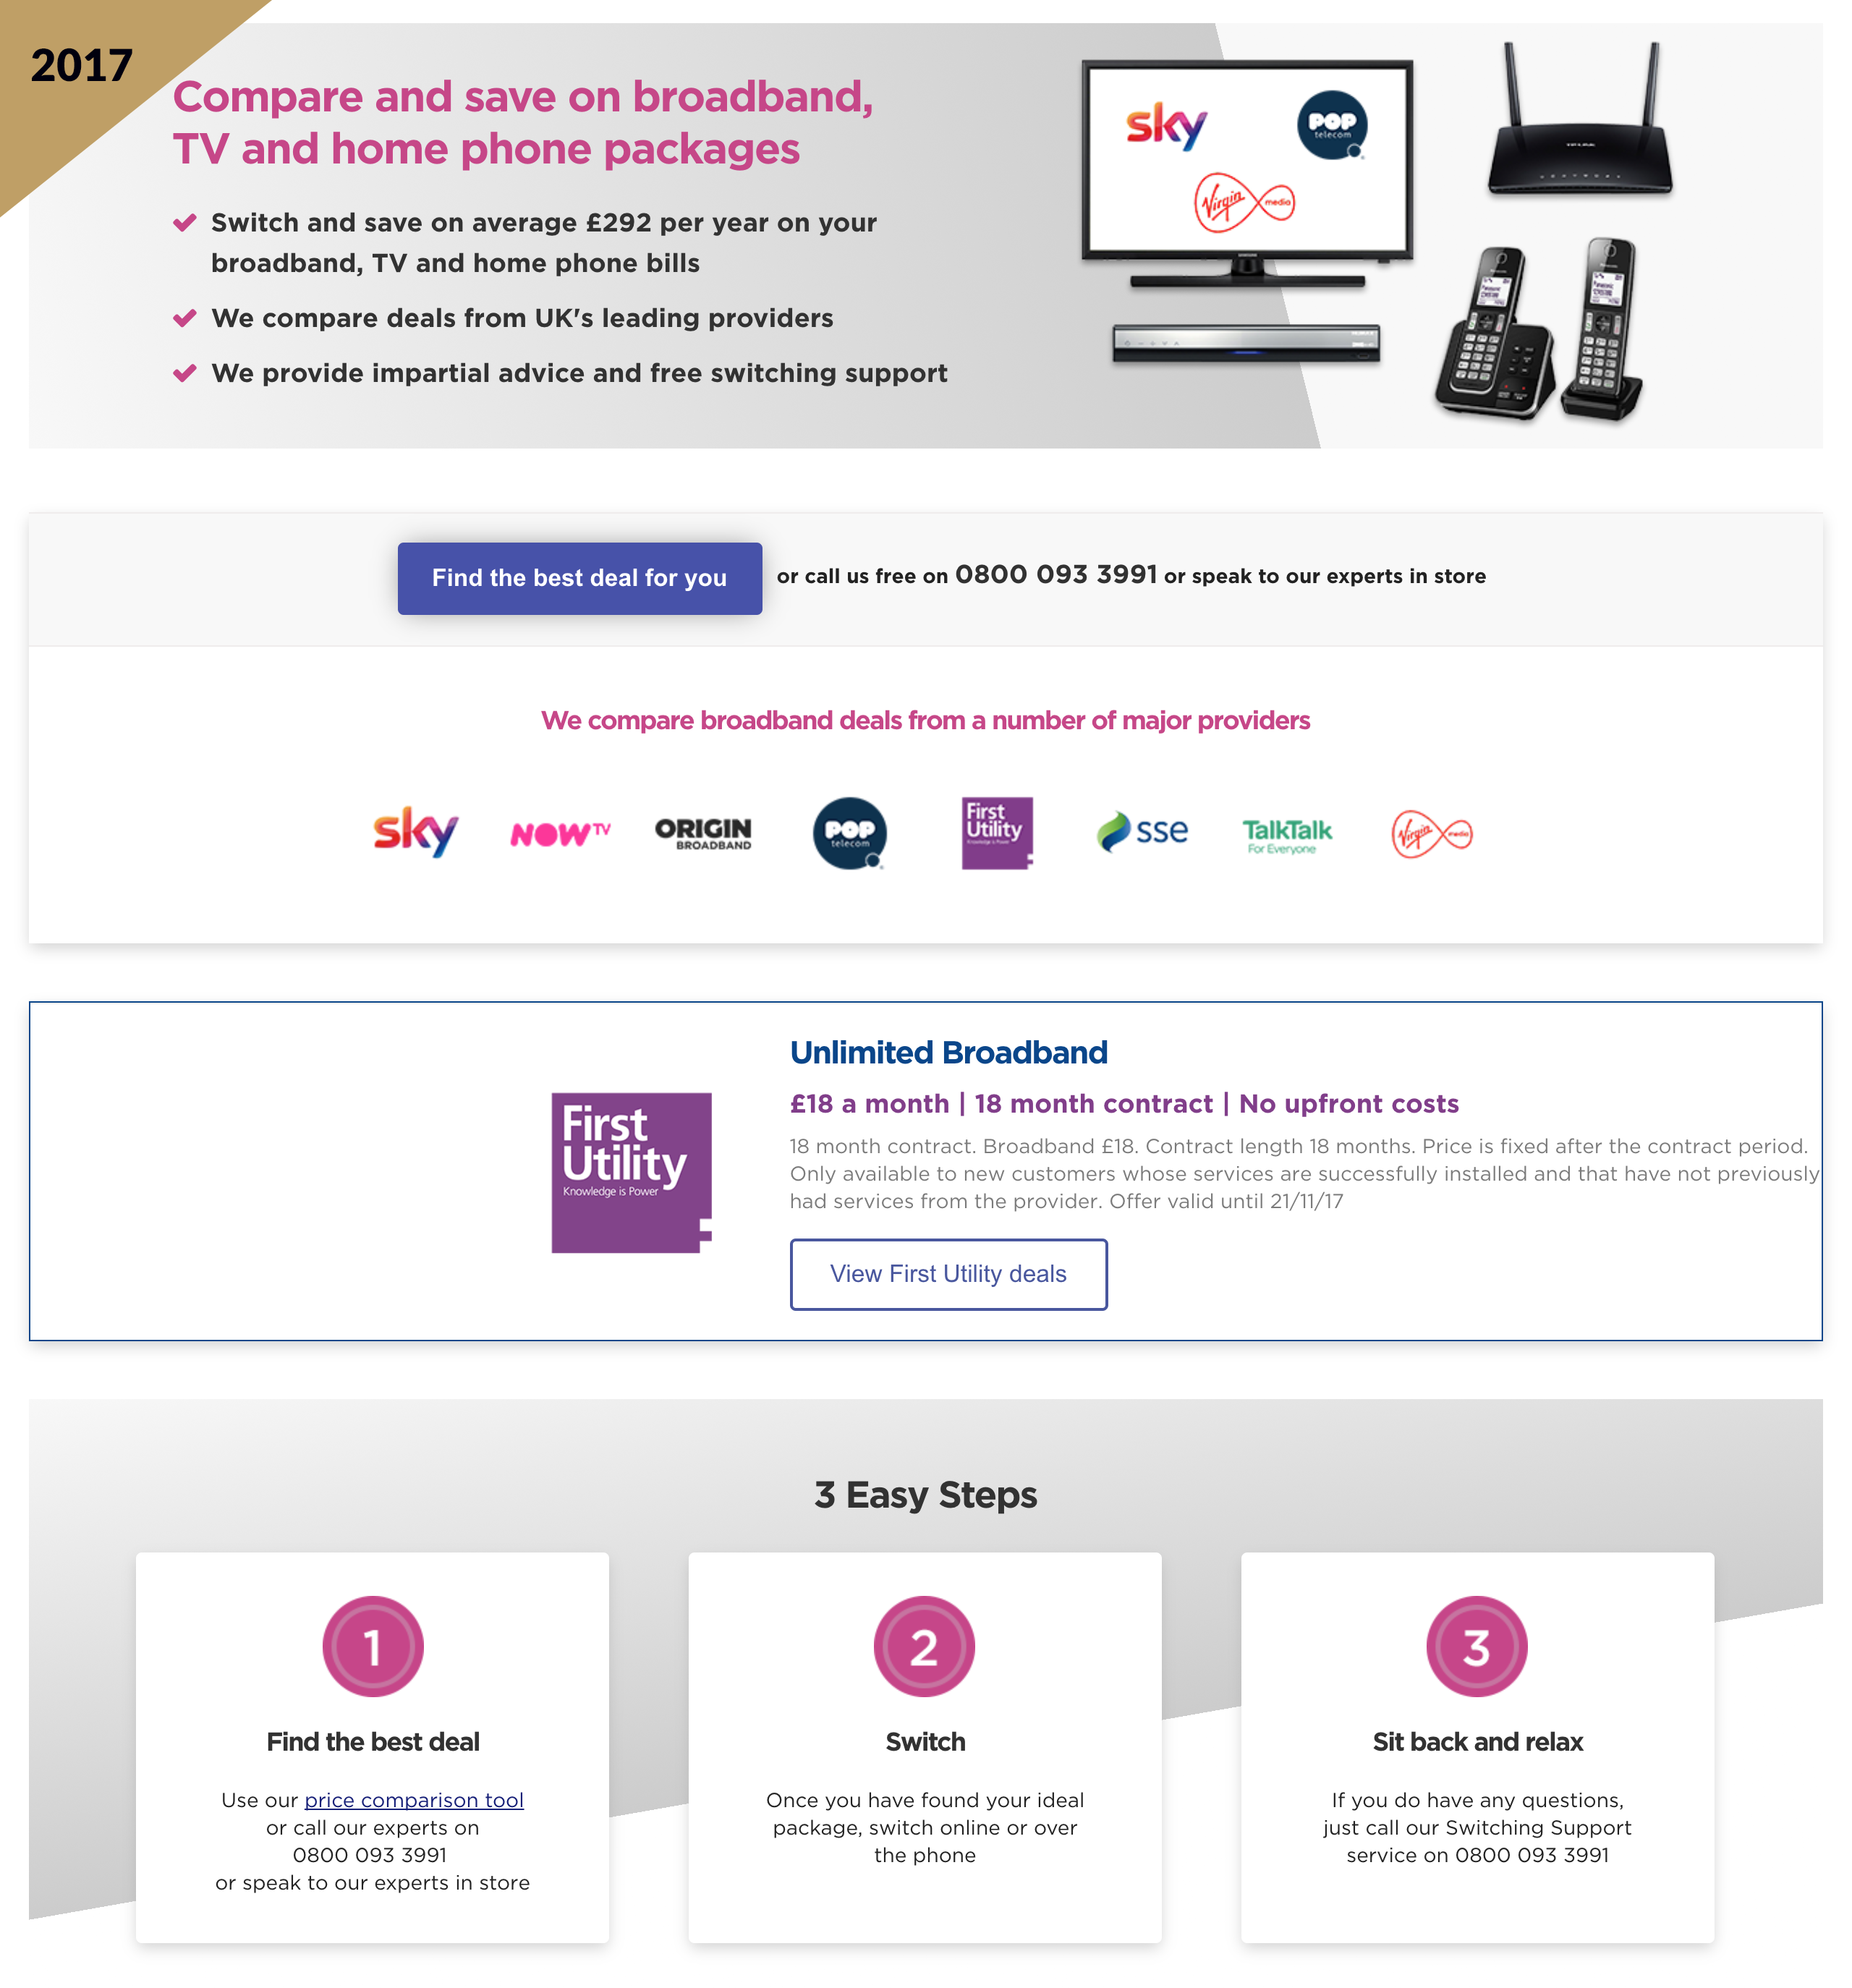 2017
Compare and save on broadband,
TV and home phone packages
Switch and save on average £292 per year on your
broadband, TV and home phone bills
We compare deals from UK's leading providers
We provide impartial advice and free switching support
sky
POP
telecom
Virgin media
TP-LINK
Find the best deal for you
or call us free on 0800 093 3991 or speak to our experts in store
We compare broadband deals from a number of major providers
sky
NOW TV
ORIGIN
BROADBAND
POP
telecom
First
Utility
Knowledge is Power
sse
TalkTalk
For Everyone
Virgin media
First
Utility
Knowledge is Power
Unlimited Broadband
£18 a month | 18 month contract | No upfront costs
18 month contract. Broadband £18. Contract length 18 months. Price is fixed after the contract period.
Only available to new customers whose services are successfully installed and that have not previously
had services from the provider. Offer valid until 21/11/17
View First Utility deals
3 Easy Steps
1
Find the best deal
Use our price comparison tool
or call our experts on
0800 093 3991
or speak to our experts in store
2
Switch
Once you have found your ideal
package, switch online or over
the phone
3
Sit back and relax
If you do have any questions,
just call our Switching Support
service on 0800 093 3991